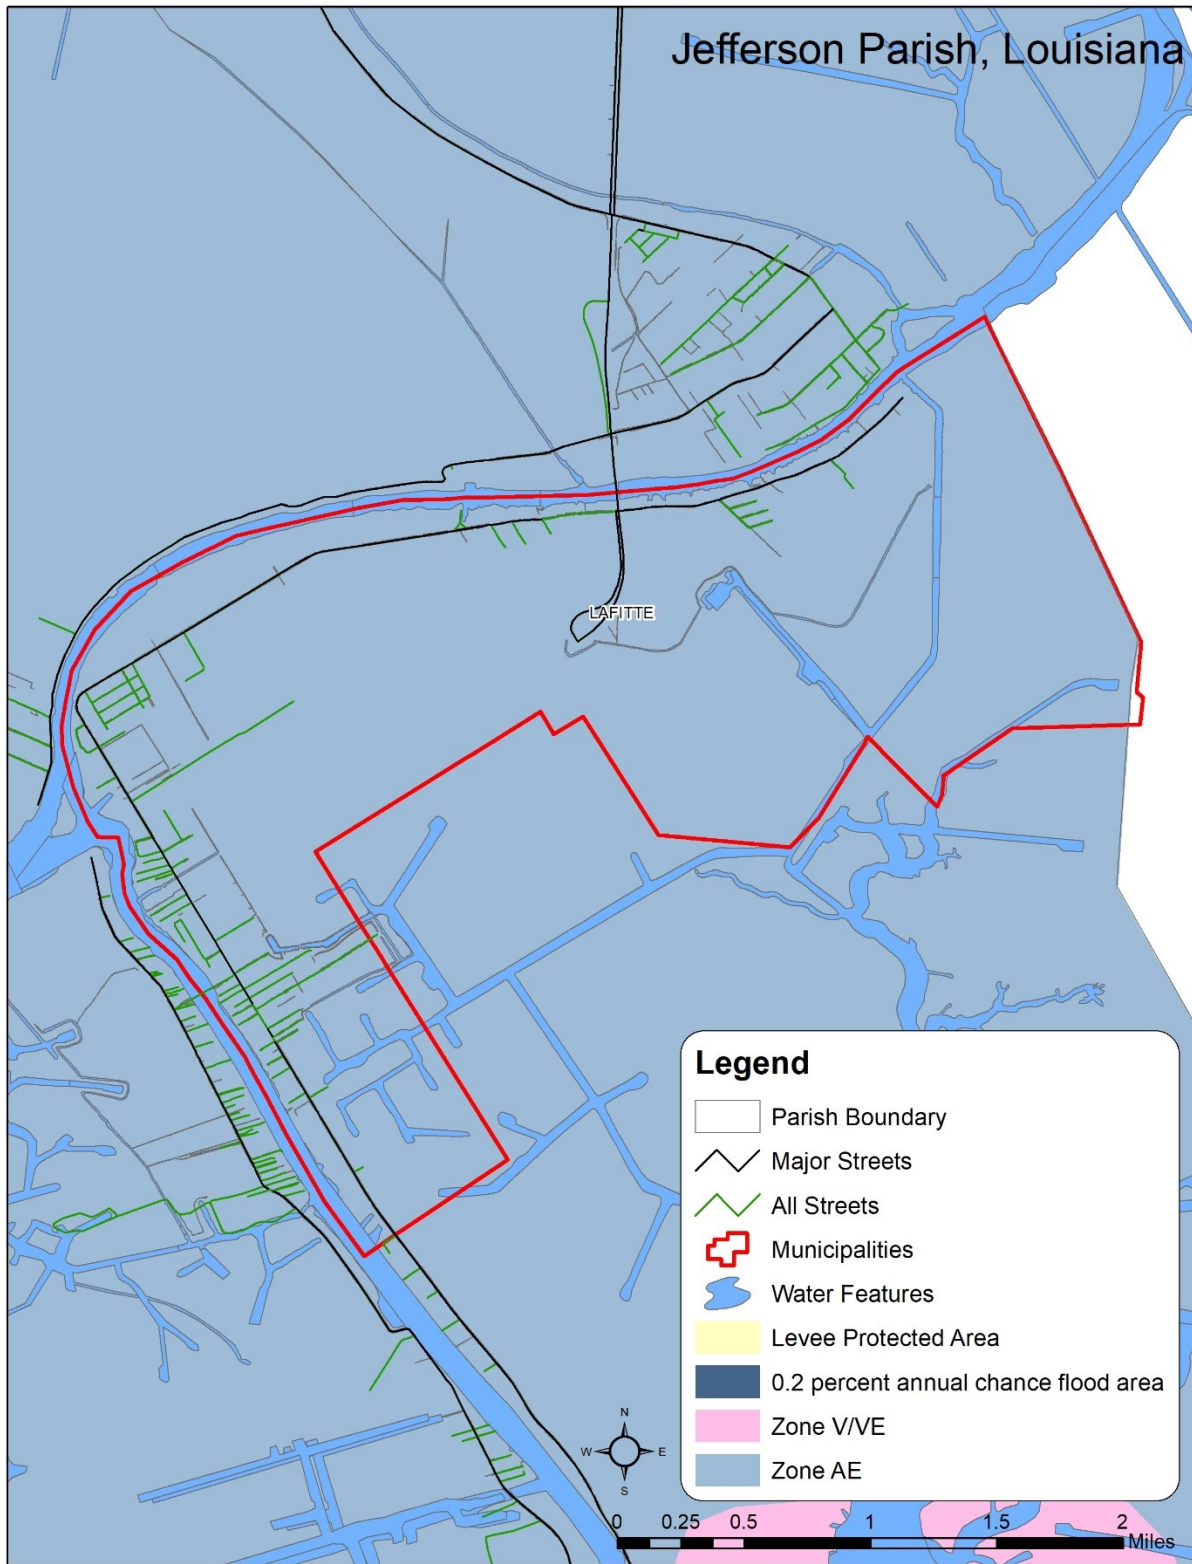 Jefferson Parish, Louisiana
LAFITTE
Legend
Parish Boundary
Major Streets
All Streets
Municipalities
Water Features
Levee Protected Area
0.2 percent annual chance flood area
Zone V/VE
Zone AE
N
W E
S
0 0.25 0.5 1 1.5 2
Miles